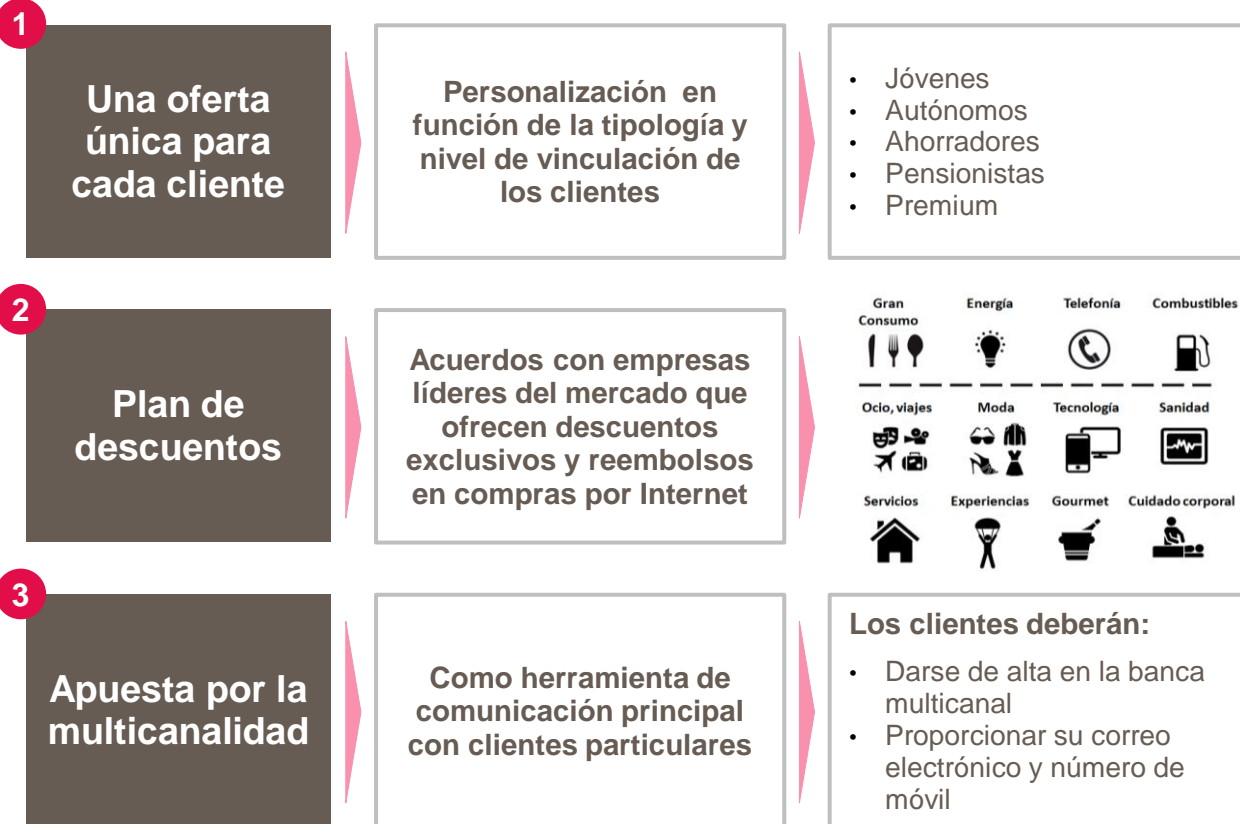 1
Una oferta
única para
cada cliente
Personalización en
función de la tipología y
nivel de vinculación de
los clientes
• Jóvenes
• Autónomos
• Ahorradores
• Pensionistas
• Premium
2
Plan de
descuentos
Acuerdos con empresas
líderes del mercado que
ofrecen descuentos
exclusivos y reembolsos
en compras por Internet
Gran
Consumo
Energía
Telefonía
Combustibles
Ocio, viajes
Moda
Tecnología
Sanidad
Servicios
Experiencias
Gourmet
Cuidado corporal
3
Apuesta por la
multicanalidad
Como herramienta de
comunicación principal
con clientes particulares
Los clientes deberán:
• Darse de alta en la banca
multicanal
• Proporcionar su correo
electrónico y número de
móvil